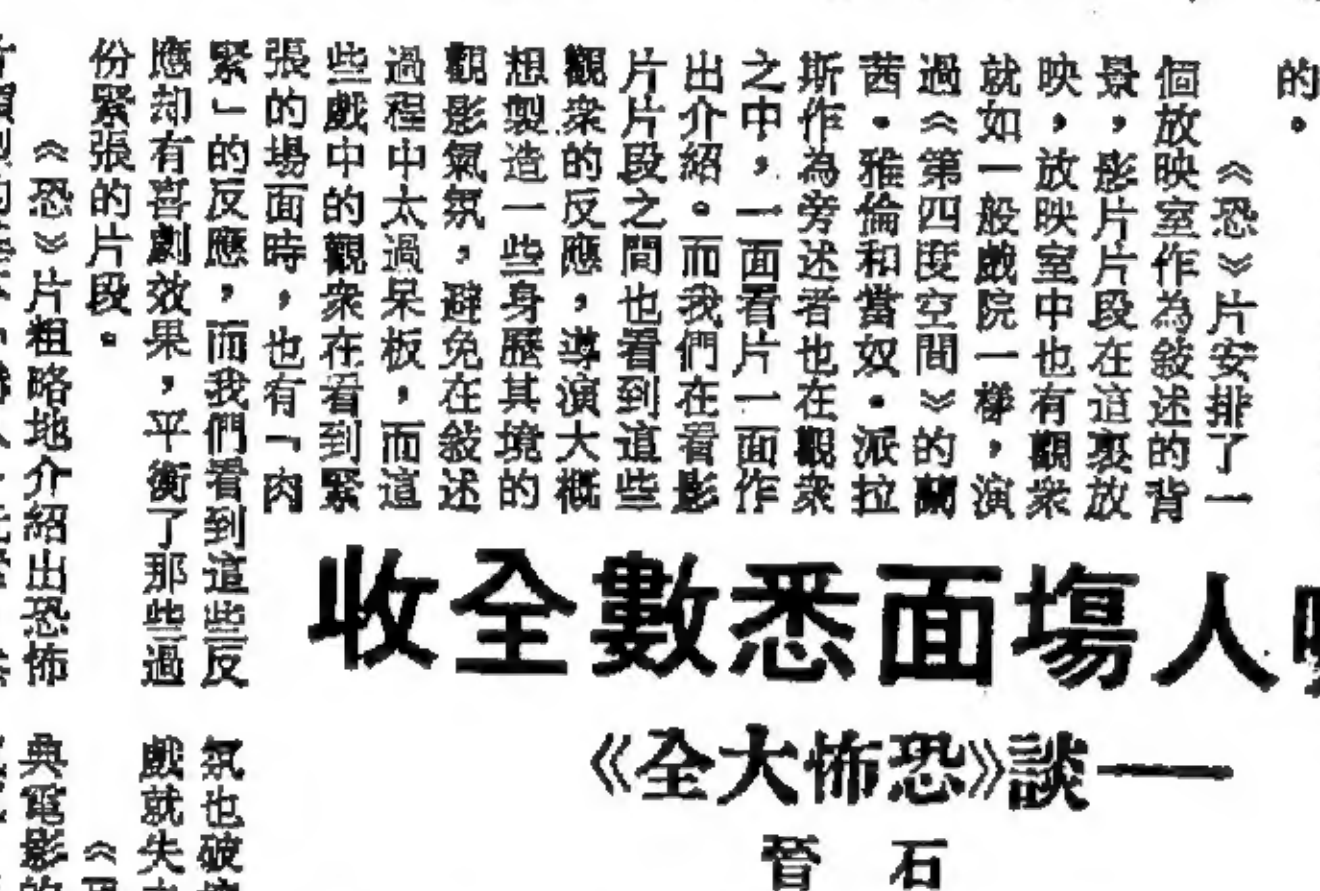 的。
《恐》片安排了一
個放映室作為敍述的背
景，影片片段在這裏放
映，放映室中也有觀衆
就如一般戲院一樣，演
過《第四度空間》的蘭
茜・雅倫和當奴・派拉
斯作為旁述者也在觀衆
之中，一面看片一面作
出介紹。而我們在看影
片片段之間也看到這些
觀衆的反應，導演大概
想製造一些身歷其境的
觀影氣氛，避免在敍述
過程中太過呆板，而這
些戲中的觀衆在看到緊
張的場面時，也有「肉
緊」的反應，而我們看到這些反
應却有喜劇效果，平衡了那些過
份緊張的片段。
《恐》片粗略地介紹出恐怖
人塲面悉數全收
——談《恐怖大全》
石晉
氛也破
戲就失
《
典電影的